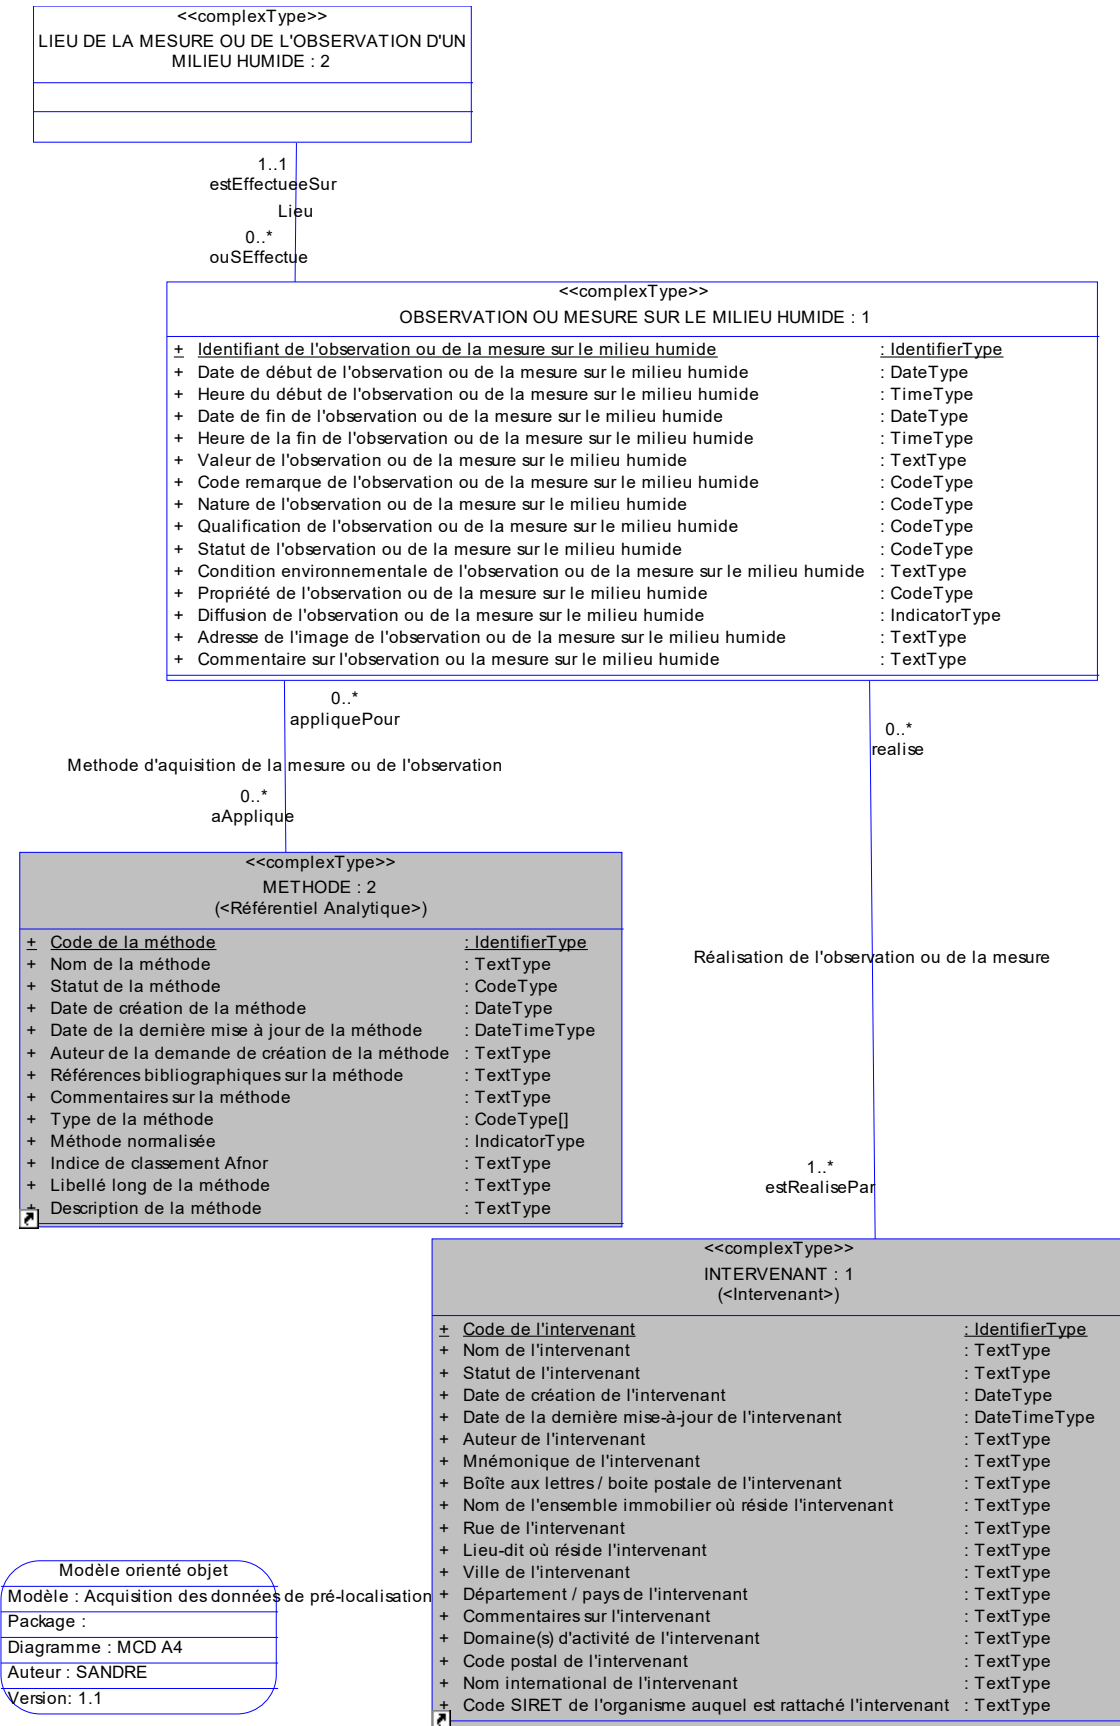 <<complexType>>
LIEU DE LA MESURE OU DE L'OBSERVATION D'UN
MILIEU HUMIDE : 2
1..1
estEffectueeSur
Lieu
0..*
ouSEffectue
<<complexType>>
OBSERVATION OU MESURE SUR LE MILIEU HUMIDE : 1
+ Identifiant de l'observation ou de la mesure sur le milieu humide : IdentifierType
+ Date de début de l'observation ou de la mesure sur le milieu humide : DateType
+ Heure du début de l'observation ou de la mesure sur le milieu humide : TimeType
+ Date de fin de l'observation ou de la mesure sur le milieu humide : DateType
+ Heure de la fin de l'observation ou de la mesure sur le milieu humide : TimeType
+ Valeur de l'observation ou de la mesure sur le milieu humide : TextType
+ Code remarque de l'observation ou de la mesure sur le milieu humide : CodeType
+ Nature de l'observation ou de la mesure sur le milieu humide : CodeType
+ Qualification de l'observation ou de la mesure sur le milieu humide : CodeType
+ Statut de l'observation ou de la mesure sur le milieu humide : CodeType
+ Condition environnementale de l'observation ou de la mesure sur le milieu humide : TextType
+ Propriété de l'observation ou de la mesure sur le milieu humide : CodeType
+ Diffusion de l'observation ou de la mesure sur le milieu humide : IndicatorType
+ Adresse de l'image de l'observation ou de la mesure sur le milieu humide : TextType
+ Commentaire sur l'observation ou la mesure sur le milieu humide : TextType
0..*
appliquePour
0..*
realise
Methode d'aquisition de la mesure ou de l'observation
0..*
aApplique
<<complexType>>
METHODE : 2
(<Référentiel Analytique>)
+ Code de la méthode : IdentifierType
+ Nom de la méthode : TextType
+ Statut de la méthode : CodeType
+ Date de création de la méthode : DateType
+ Date de la dernière mise à jour de la méthode : DateTimeType
+ Auteur de la demande de création de la méthode : TextType
+ Références bibliographiques sur la méthode : TextType
+ Commentaires sur la méthode : TextType
+ Type de la méthode : CodeType[]
+ Méthode normalisée : IndicatorType
+ Indice de classement Afnor : TextType
+ Libellé long de la méthode : TextType
+ Description de la méthode : TextType
Réalisation de l'observation ou de la mesure
1..*
estRealisePar
<<complexType>>
INTERVENANT : 1
(<Intervenant>)
+ Code de l'intervenant : IdentifierType
+ Nom de l'intervenant : TextType
+ Statut de l'intervenant : TextType
+ Date de création de l'intervenant : DateType
+ Date de la dernière mise-à-jour de l'intervenant : DateTimeType
+ Auteur de l'intervenant : TextType
+ Mnémonique de l'intervenant : TextType
+ Boîte aux lettres / boite postale de l'intervenant : TextType
+ Nom de l'ensemble immobilier où réside l'intervenant : TextType
+ Rue de l'intervenant : TextType
+ Lieu-dit où réside l'intervenant : TextType
+ Ville de l'intervenant : TextType
+ Département / pays de l'intervenant : TextType
+ Commentaires sur l'intervenant : TextType
+ Domaine(s) d'activité de l'intervenant : TextType
+ Code postal de l'intervenant : TextType
+ Nom international de l'intervenant : TextType
+ Code SIRET de l'organisme auquel est rattaché l'intervenant : TextType
Modèle orienté objet
Modèle : Acquisition des données de pré-localisation
Package :
Diagramme : MCD A4
Auteur : SANDRE
Version: 1.1